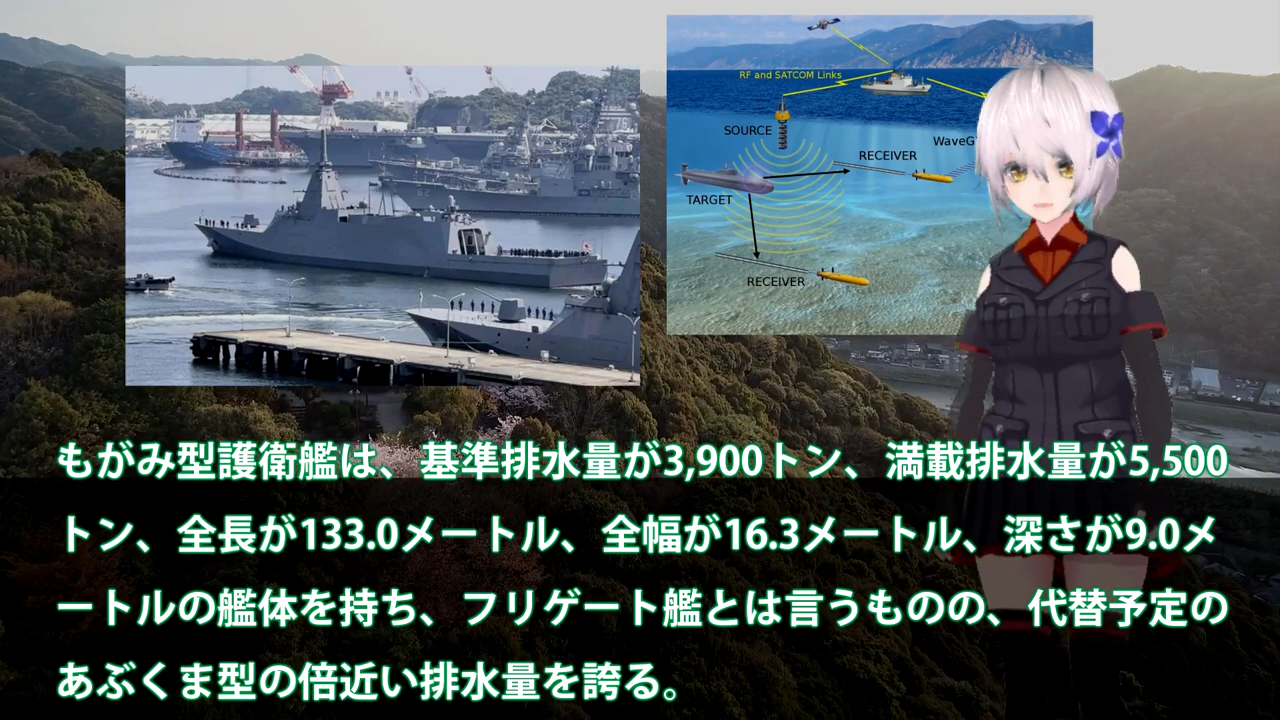 RF and SATCOM Links
SOURCE
WaveG
RECEIVER
TARGET
RECEIVER
もがみ型護衛艦は、基準排水量が3,900トン、満載排水量が5,500
トン、全長が133.0メートル、全幅が16.3メートル、深さが9.0メ
ートルの艦体を持ち、フリゲート艦とは言うものの、代替予定の
あぶくま型の倍近い排水量を誇る。